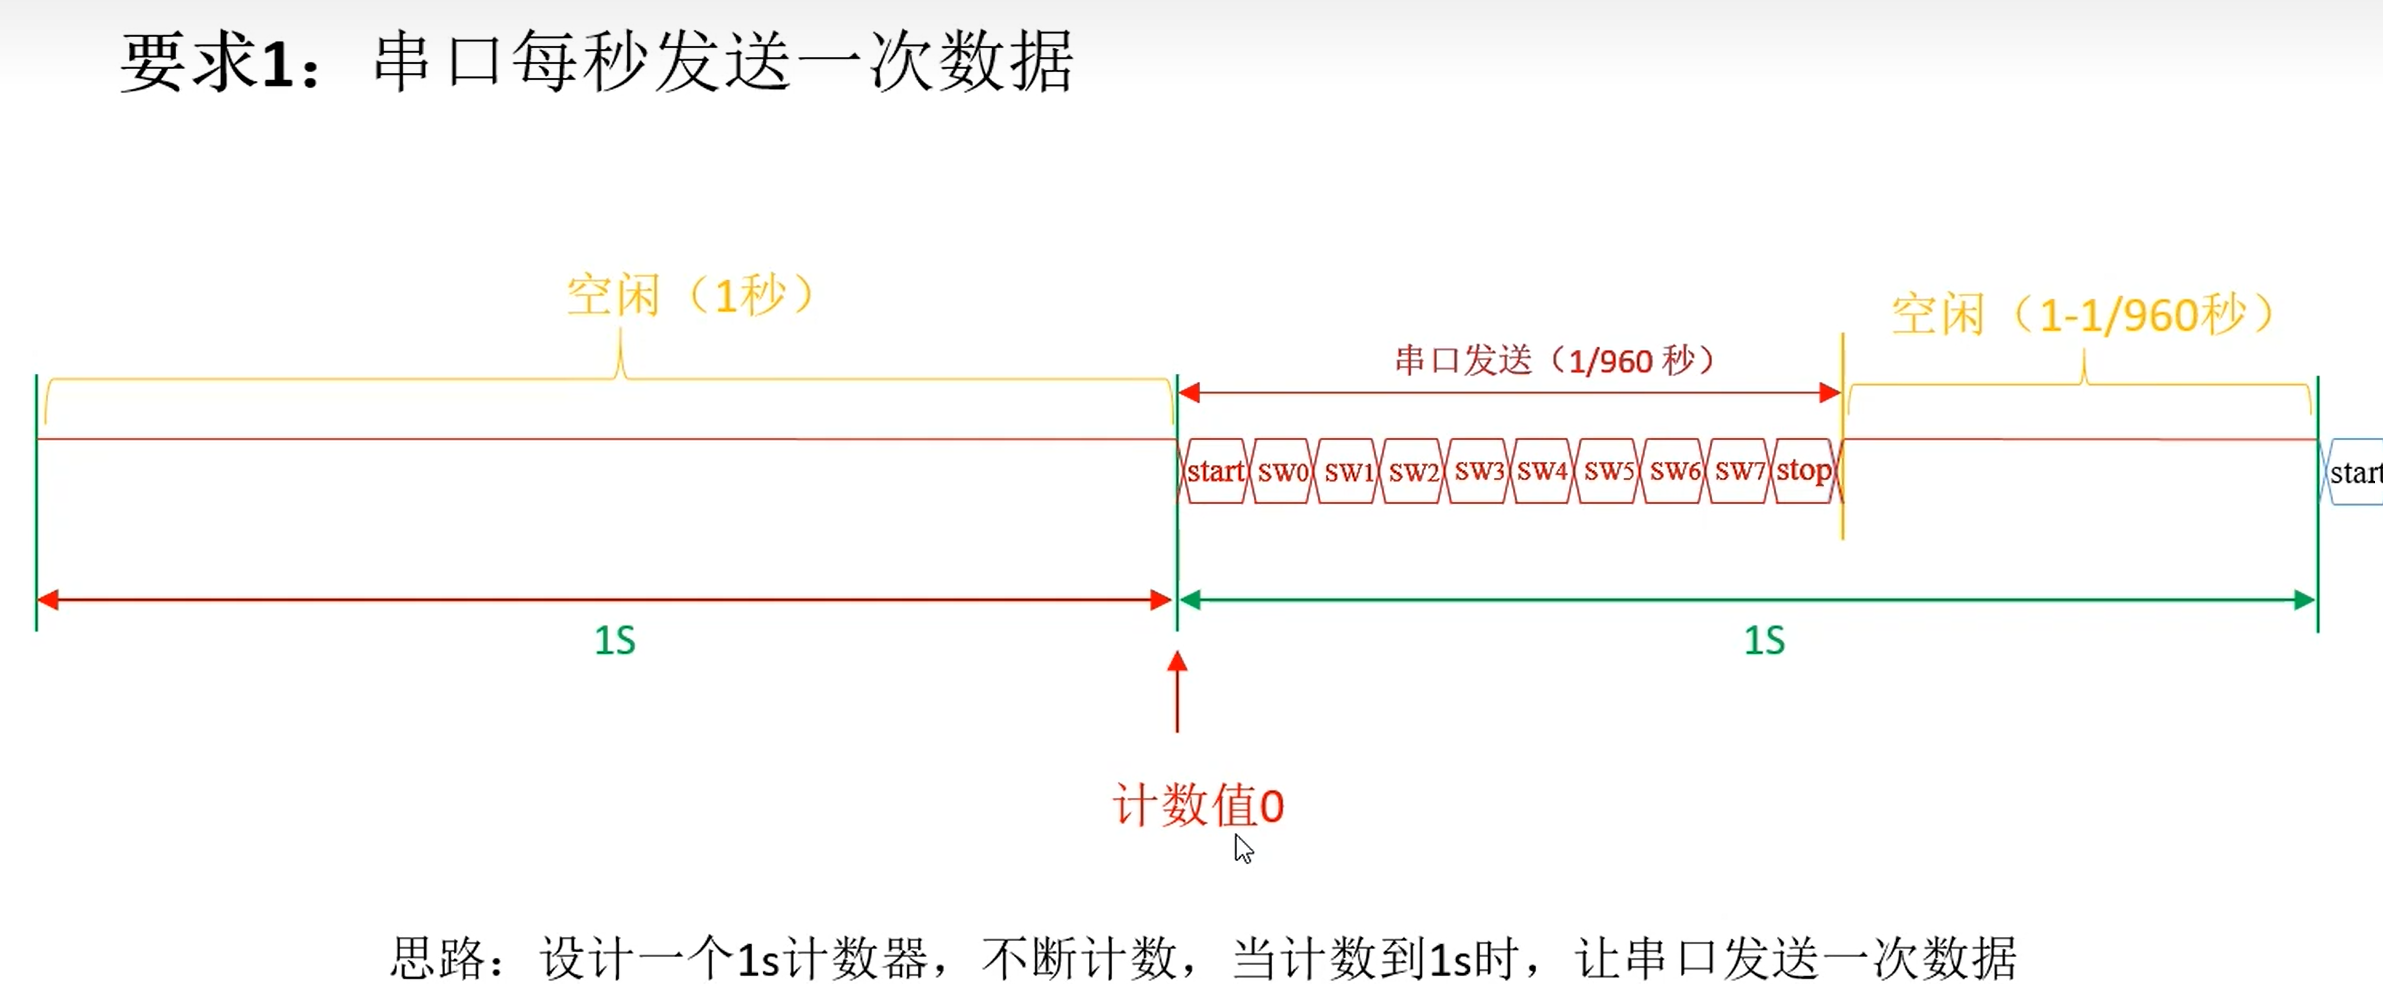 要求1：串口每秒发送一次数据
空闲（1秒）
空闲（1-1/960秒）
串口发送（1/960 秒）
start SW0 SW1 SW2 SW3 SW4 SW5 SW6 SW7 stop start
1S 1S
计数值0
思路：设计一个1s计数器，不断计数，当计数到1s时，让串口发送一次数据